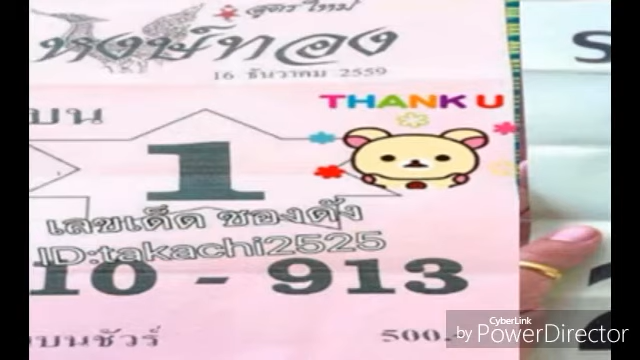 สูตรใหม่
หงษ์ทอง
16 ธันวาคม 2559
THANK U
บน
1
เลขเด็ด ซองดัง
ID:takachi2525
10 - 913
บนชัวร์
500.-
CyberLink
by PowerDirector